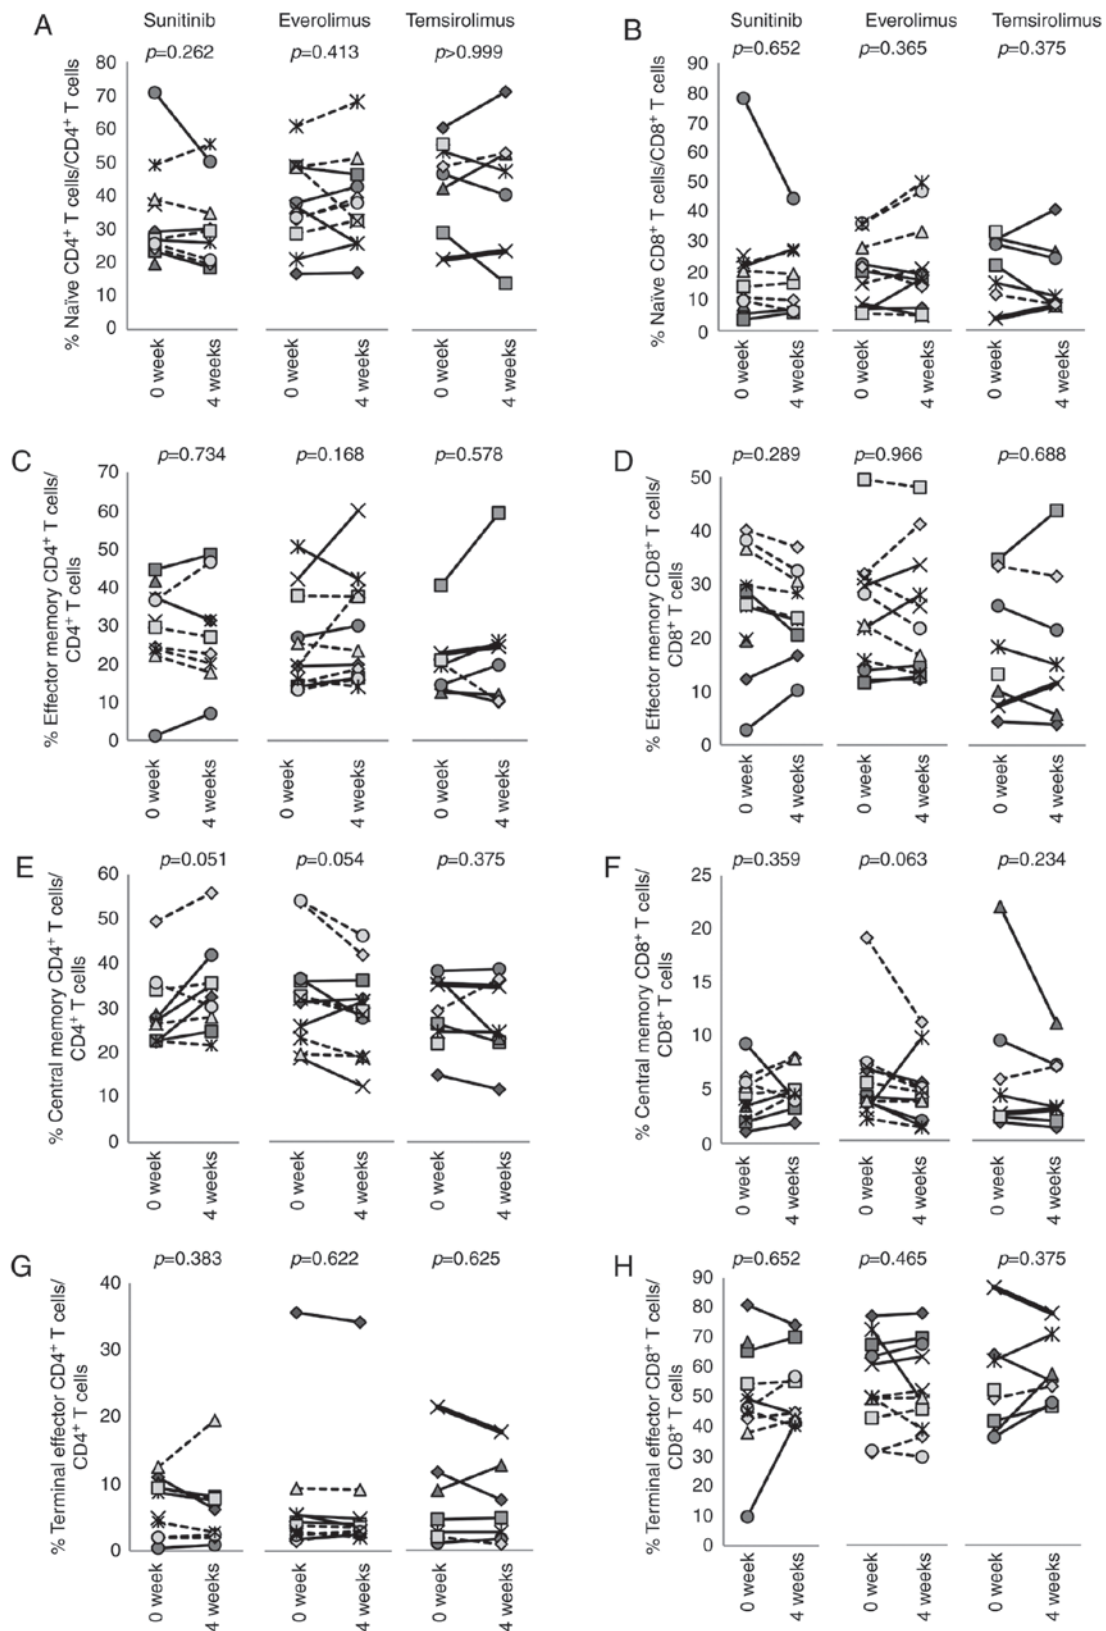 A
Sunitinib
Everolimus
Temsirolimus
p=0.262
p=0.413
p>0.999
% Naïve CD4+ T cells/CD4+ T cells
80
70
60
50
40
30
20
10
0
0 week
4 weeks
0 week
4 weeks
0 week
4 weeks
B
Sunitinib
Everolimus
Temsirolimus
p=0.652
p=0.365
p=0.375
% Naïve CD8+ T cells/CD8+ T cells
90
80
70
60
50
40
30
20
10
0
0 week
4 weeks
0 week
4 weeks
0 week
4 weeks
C
p=0.734
p=0.168
p=0.578
% Effector memory CD4+ T cells/
CD4+ T cells
70
60
50
40
30
20
10
0
0 week
4 weeks
0 week
4 weeks
0 week
4 weeks
D
p=0.289
p=0.966
p=0.688
% Effector memory CD8+ T cells/
CD8+ T cells
50
40
30
20
10
0
0 week
4 weeks
0 week
4 weeks
0 week
4 weeks
E
p=0.051
p=0.054
p=0.375
% Central memory CD4+ T cells/
CD4+ T cells
60
50
40
30
20
10
0
0 week
4 weeks
0 week
4 weeks
0 week
4 weeks
F
p=0.359
p=0.063
p=0.234
% Central memory CD8+ T cells/
CD8+ T cells
25
20
15
10
5
0
0 week
4 weeks
0 week
4 weeks
0 week
4 weeks
G
p=0.383
p=0.622
p=0.625
% Terminal effector CD4+ T cells/
CD4+ T cells
40
30
20
10
0
0 week
4 weeks
0 week
4 weeks
0 week
4 weeks
H
p=0.652
p=0.465
p=0.375
% Terminal effector CD8+ T cells/
CD8+ T cells
90
80
70
60
50
40
30
20
10
0
0 week
4 weeks
0 week
4 weeks
0 week
4 weeks